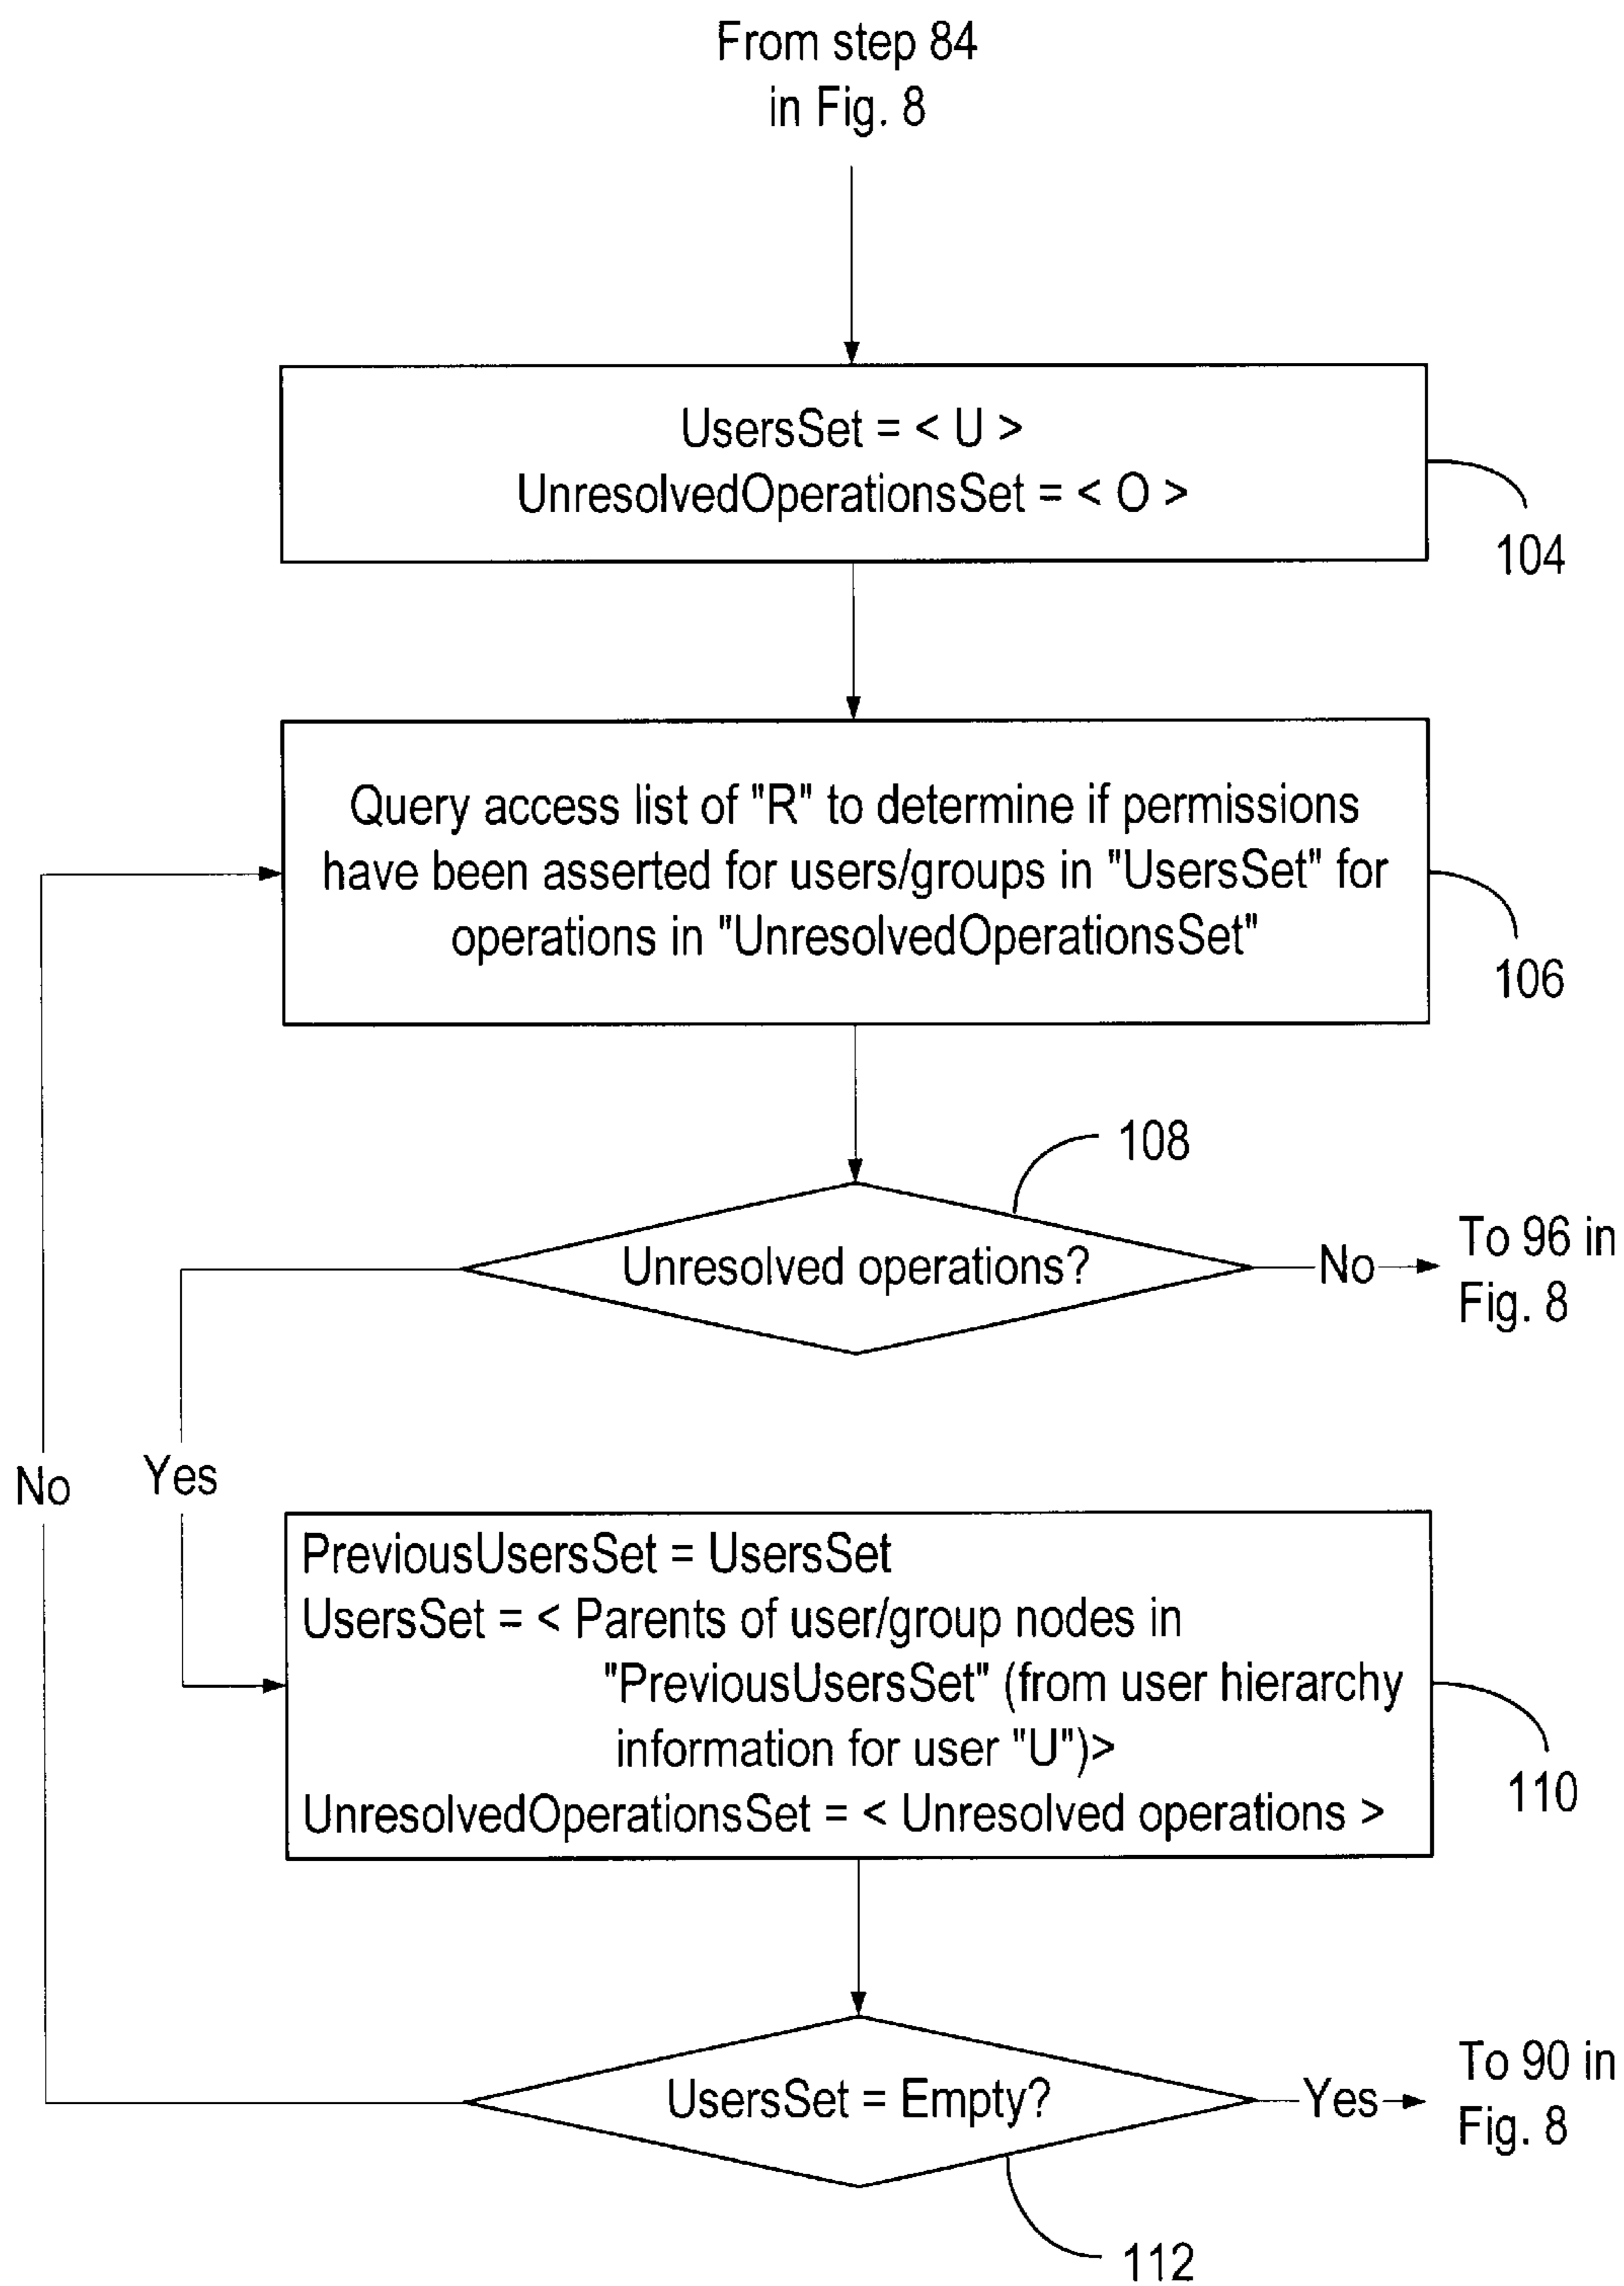 From step 84
in Fig. 8
UsersSet = < U >
UnresolvedOperationsSet = < O >
104
Query access list of "R" to determine if permissions
have been asserted for users/groups in "UsersSet" for
operations in "UnresolvedOperationsSet"
106
108
Unresolved operations?
No
To 96 in
Fig. 8
No
Yes
PreviousUsersSet = UsersSet
UsersSet = < Parents of user/group nodes in
"PreviousUsersSet" (from user hierarchy
information for user "U")>
UnresolvedOperationsSet = < Unresolved operations >
110
UsersSet = Empty?
Yes
To 90 in
Fig. 8
112